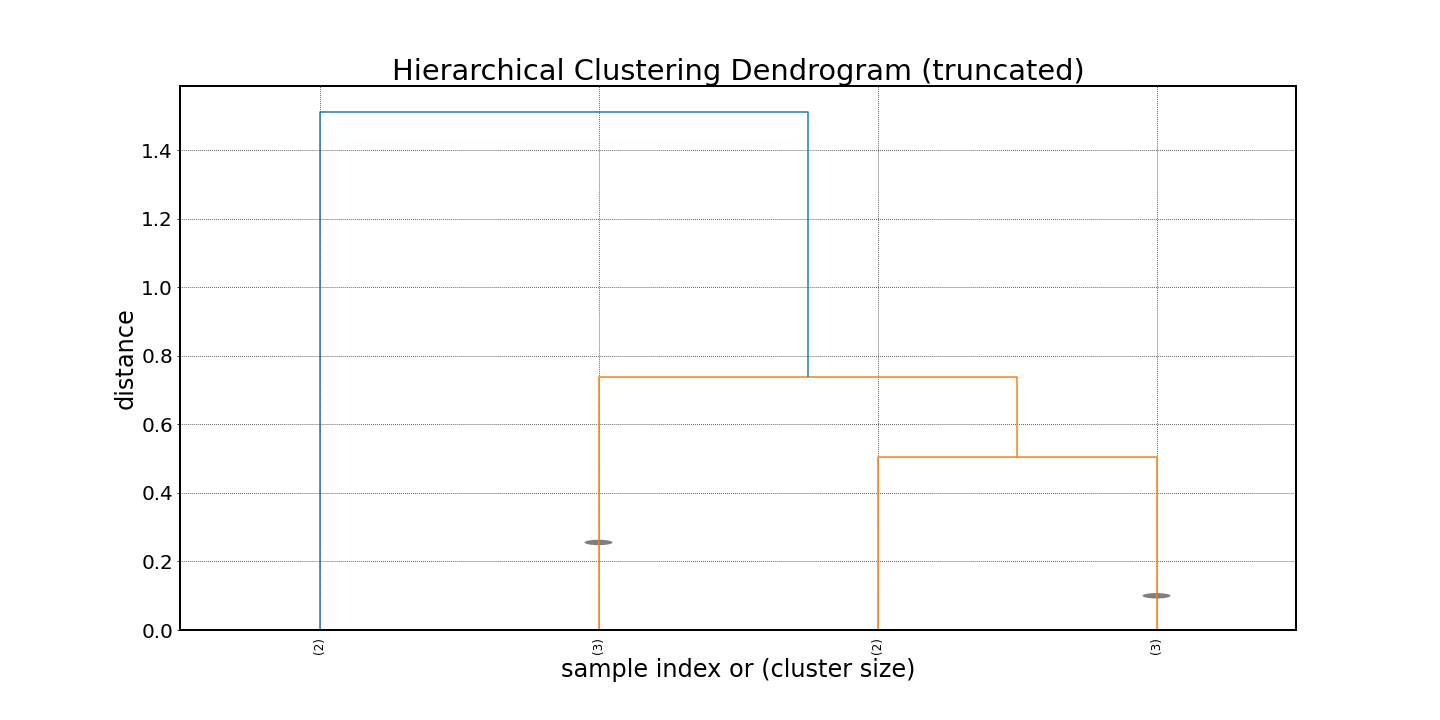 Hierarchical Clustering Dendrogram (truncated)
1.4
1.2
1.0
0.8
0.6
0.4
0.2
0.0
distance
(2) (3) (2) (3)
sample index or (cluster size)